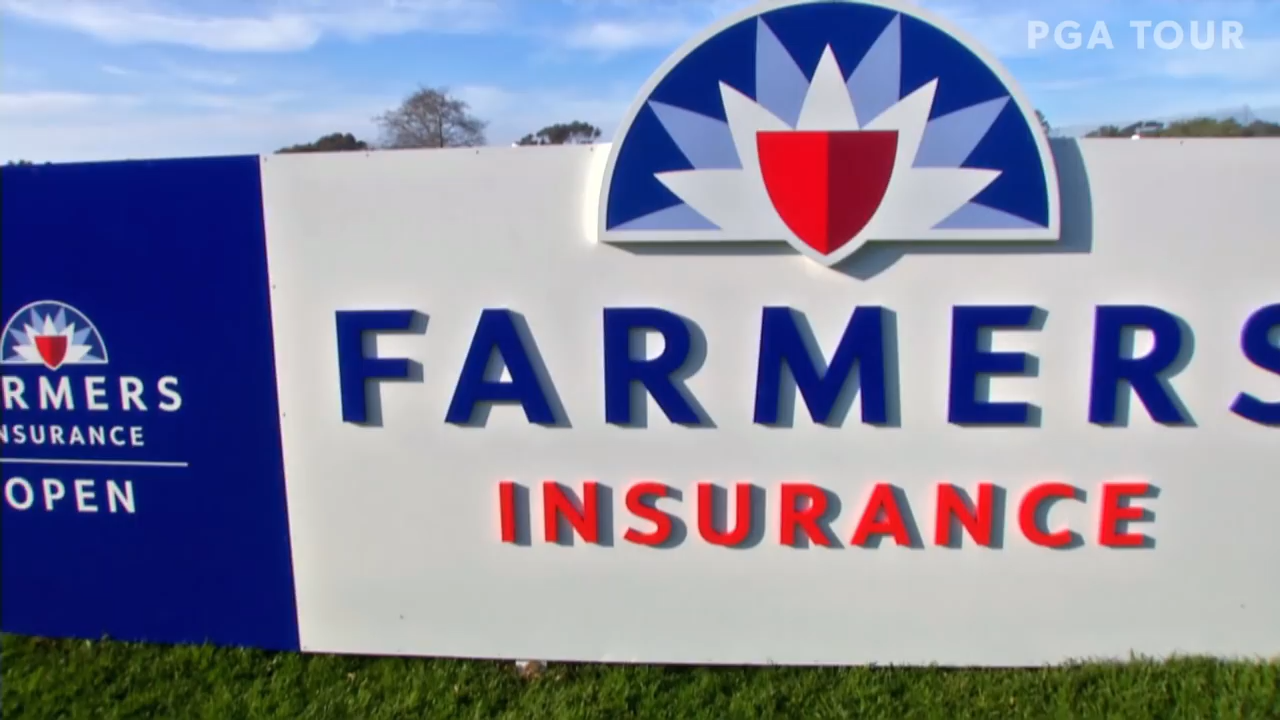 PGA TOUR
FARMERS
INSURANCE
RMERS
NSURANCE
OPEN